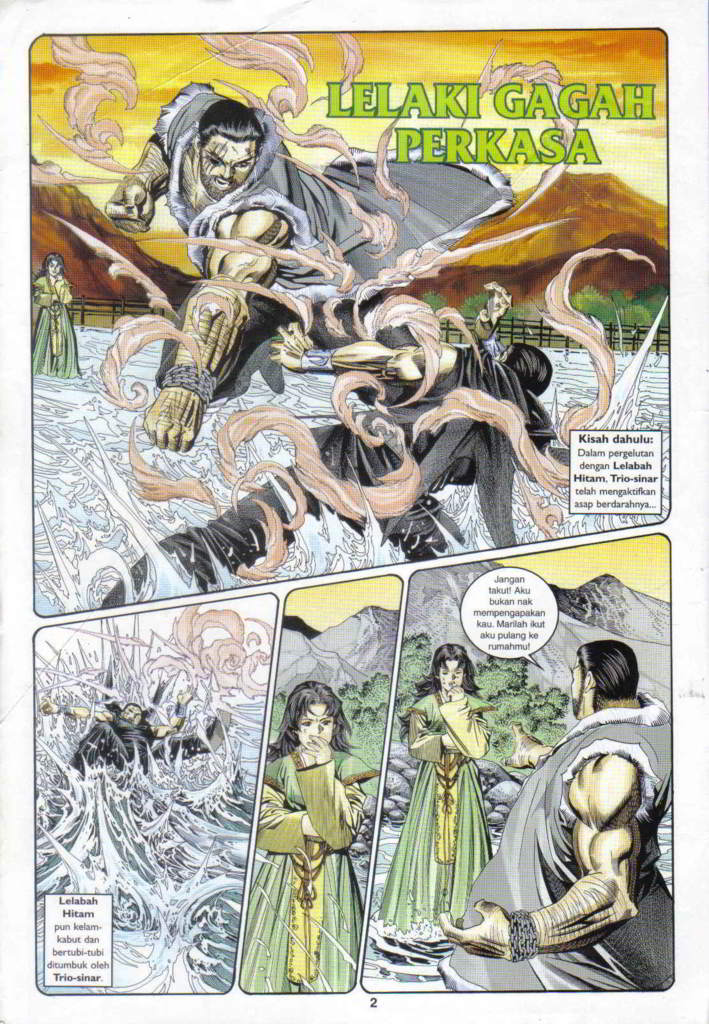 LELAKI GAGAH
PERKASA
Kisah dahulu:
Dalam pergelutan
dengan Lelabah
Hitam, Trio-sinar
telah mengaktifkan
asap berdarahnya...
Jangan
takut! Aku
bukan nak
mempengapakan
kau. Marilah ikut
aku pulang ke
rumahmu!
Lelabah
Hitam
pun kelam-
kabut dan
bertubi-tubi
ditumbuk oleh
Trio-sinar.
2